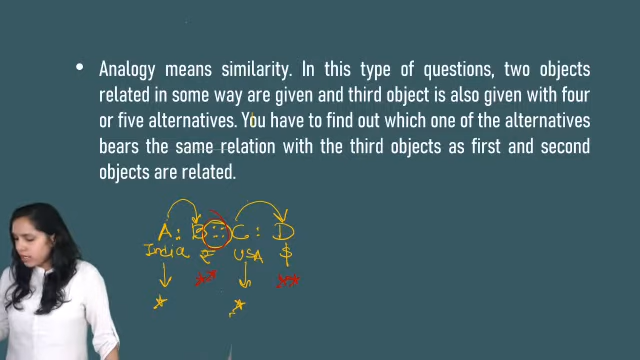 • Analogy means similarity. In this type of questions, two objects
related in some way are given and third object is also given with four
or five alternatives. You have to find out which one of the alternatives
bears the same relation with the third objects as first and second
objects are related.
A : B :: C : D
India ₹ USA $